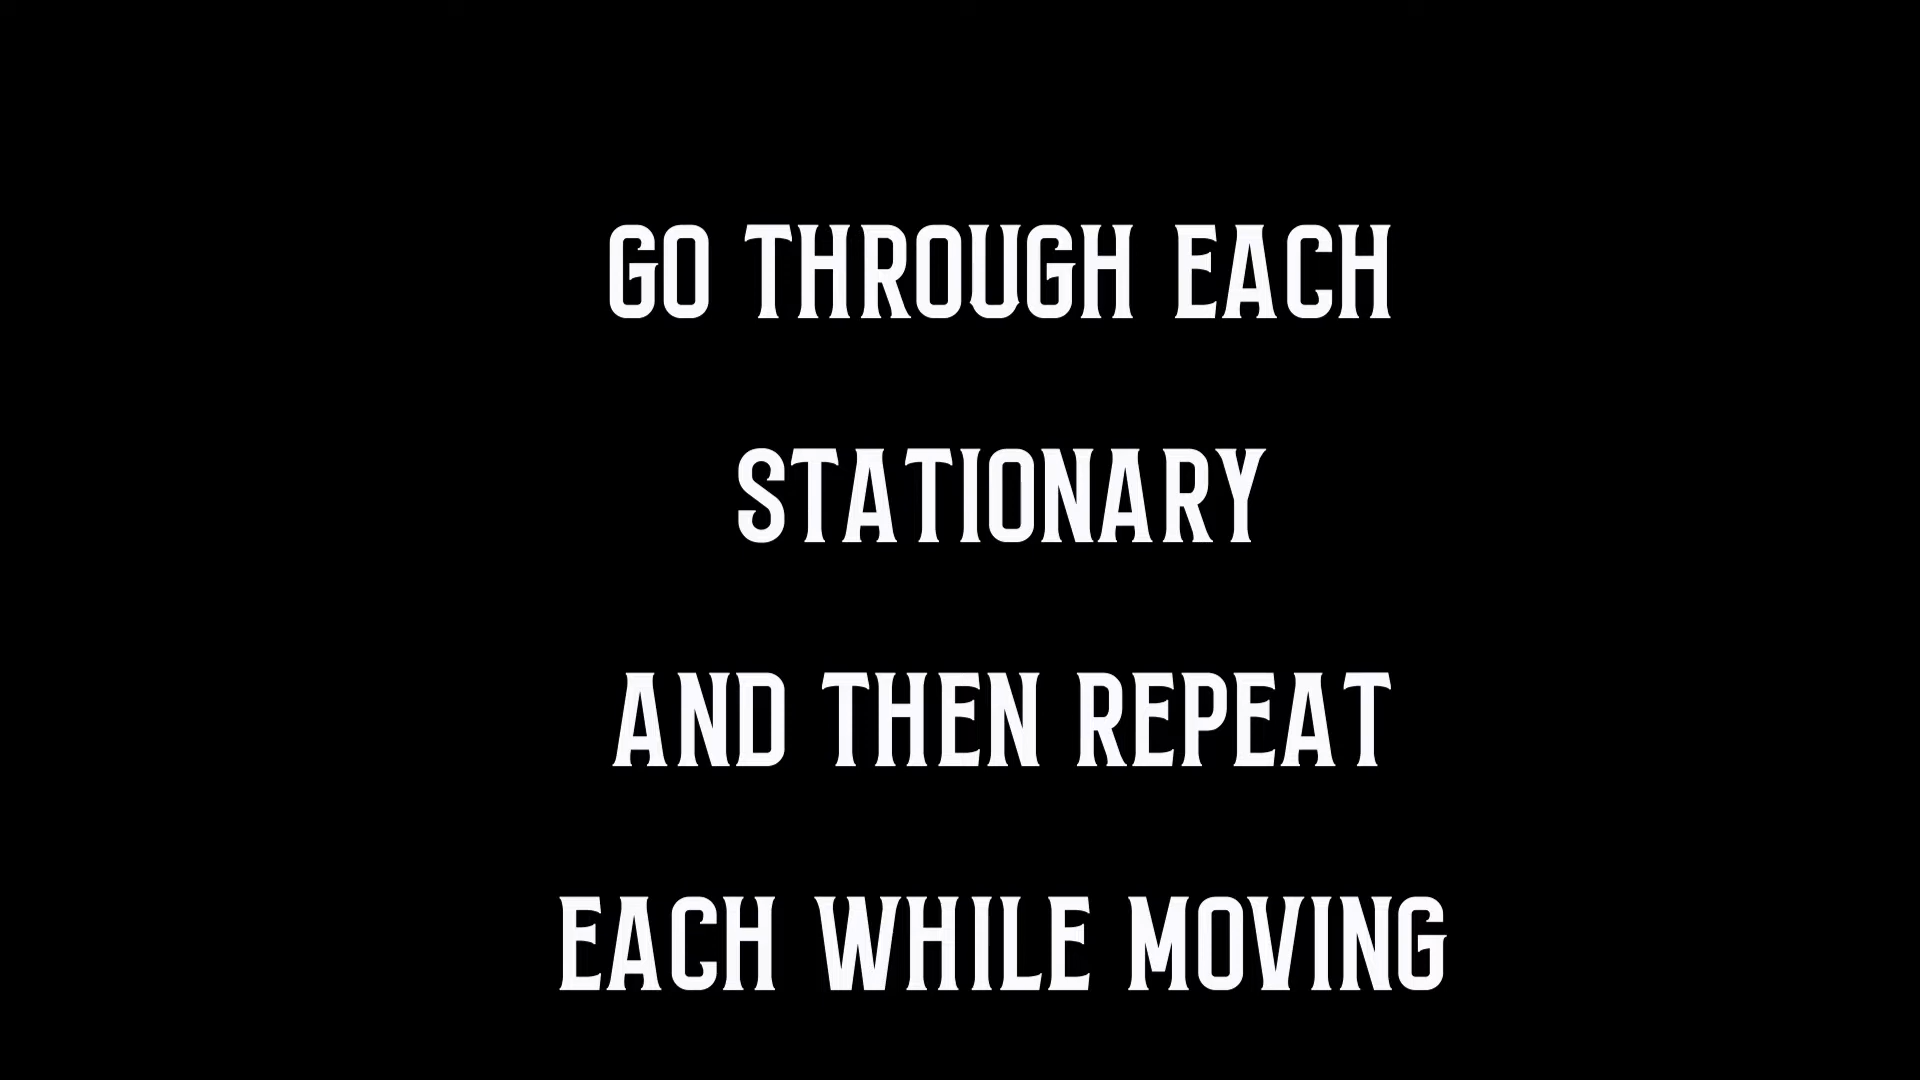 GO THROUGH EACH
STATIONARY
AND THEN REPEAT
EACH WHILE MOVING